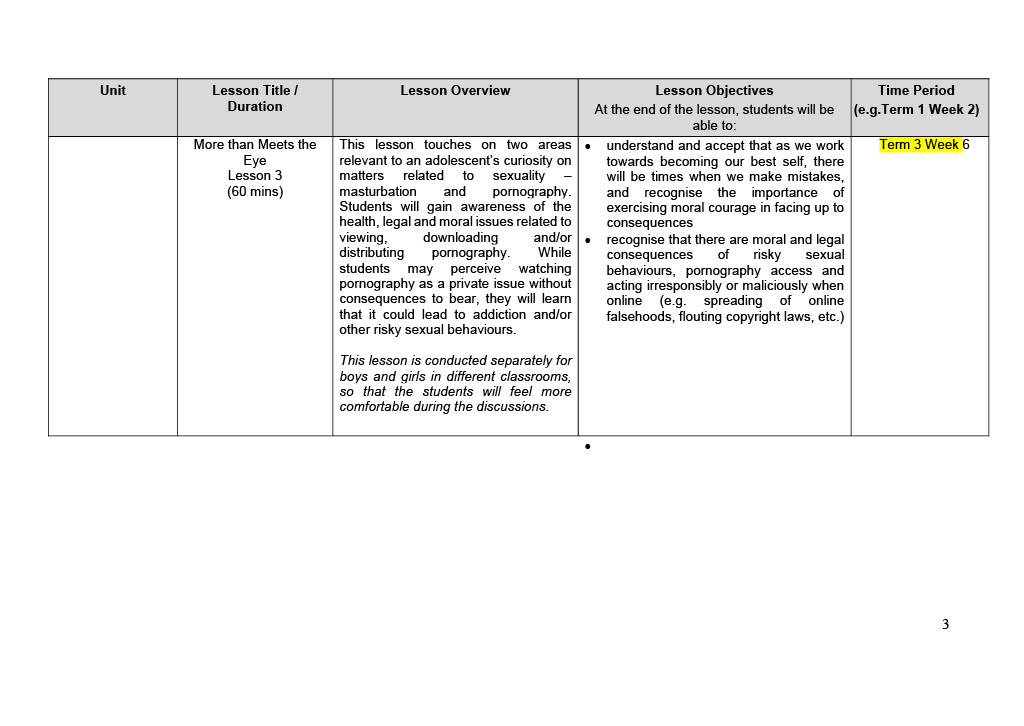 Unit
Lesson Title /
Duration
Lesson Overview
Lesson Objectives
At the end of the lesson, students will be
able to:
Time Period
(e.g.Term 1 Week 2)
More than Meets the
Eye
Lesson 3
(60 mins)
This lesson touches on two areas
relevant to an adolescent's curiosity on
matters related to sexuality –
masturbation and pornography.
Students will gain awareness of the
health, legal and moral issues related to
viewing, downloading and/or
distributing pornography. While
students may perceive watching
pornography as a private issue without
consequences to bear, they will learn
that it could lead to addiction and/or
other risky sexual behaviours.
This lesson is conducted separately for
boys and girls in different classrooms,
so that the students will feel more
comfortable during the discussions.
• understand and accept that as we work
towards becoming our best self, there
will be times when we make mistakes,
and recognise the importance of
exercising moral courage in facing up to
consequences
• recognise that there are moral and legal
consequences of risky sexual
behaviours, pornography access and
acting irresponsibly or maliciously when
online (e.g. spreading of online
falsehoods, flouting copyright laws, etc.)
Term 3 Week 6
•
3